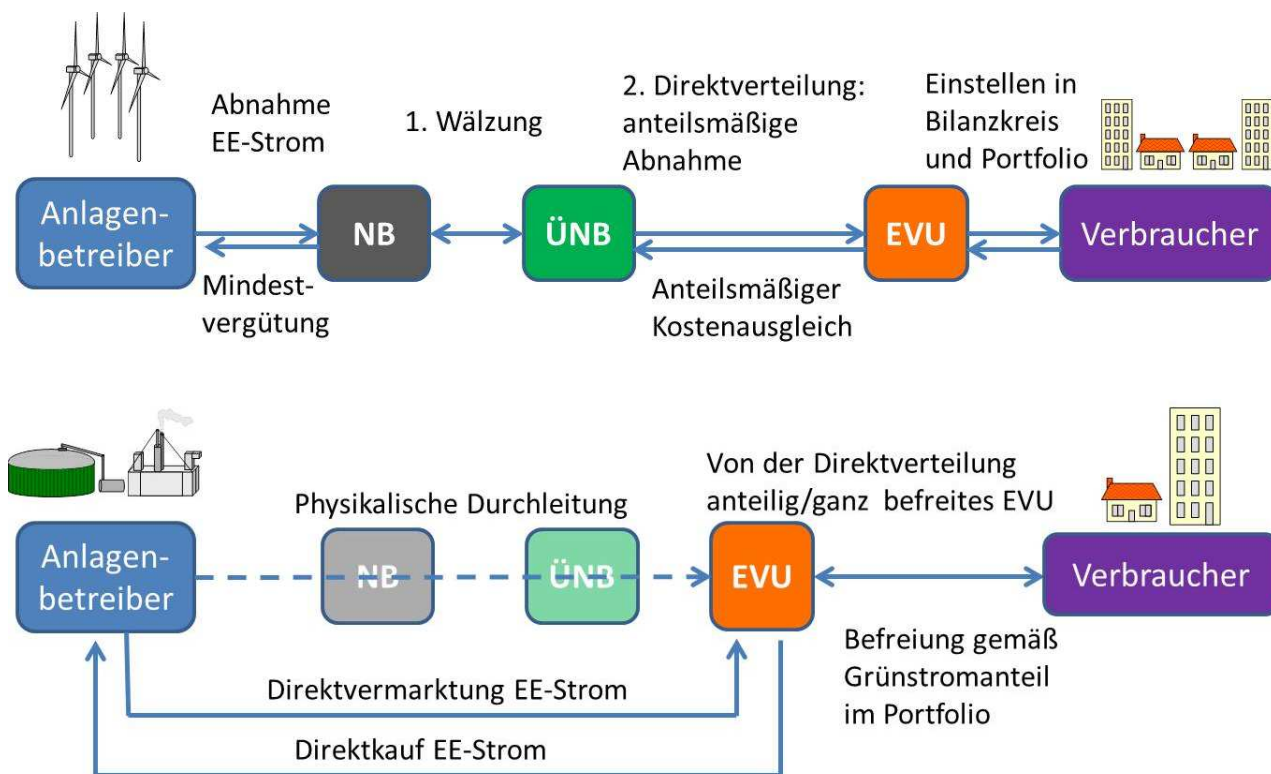 Abnahme
EE-Strom
1. Wälzung
2. Direktverteilung:
anteilsmäßige
Abnahme
Einstellen in
Bilanzkreis
und Portfolio
Anlagen-
betreiber
NB
ÜNB
EVU
Verbraucher
Mindest-
vergütung
Anteilsmäßiger
Kostenausgleich
Physikalische Durchleitung
Von der Direktverteilung
anteilig/ganz befreites EVU
Anlagen-
betreiber
NB
ÜNB
EVU
Verbraucher
Befreiung gemäß
Grünstromanteil
im Portfolio
Direktvermarktung EE-Strom
Direktkauf EE-Strom